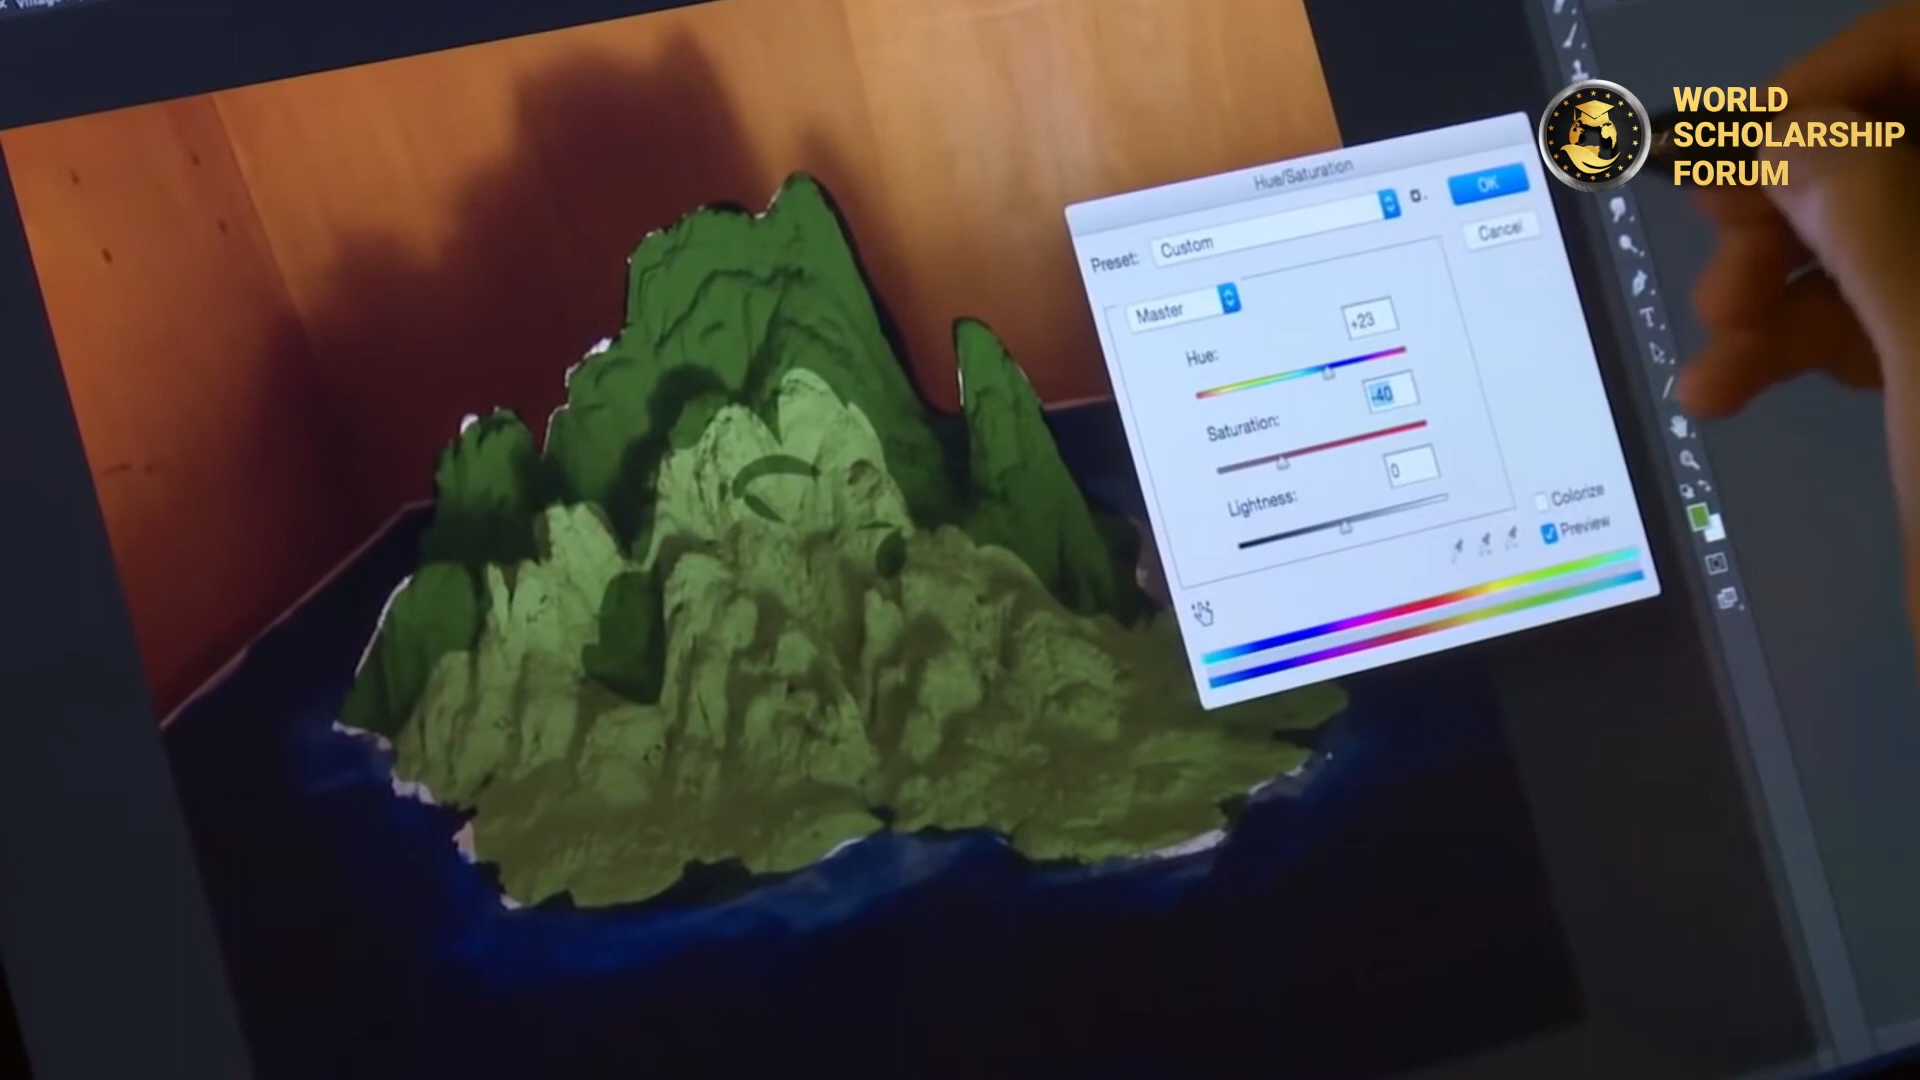 WORLD
SCHOLARSHIP
FORUM
Hue/Saturation
Preset: Custom
OK
Cancel
Master
Hue: +23
Saturation: -40
Lightness: 0
Colorize
Preview